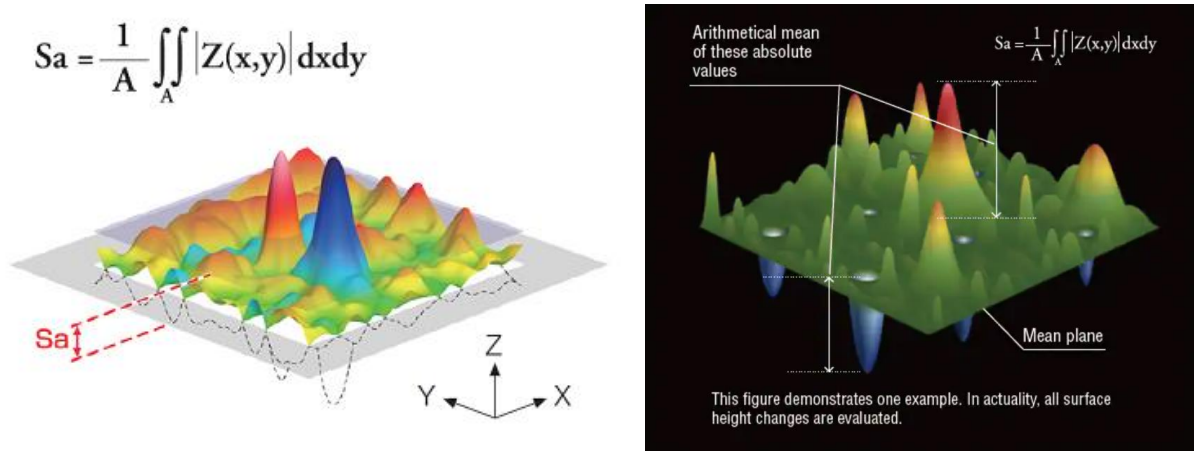 Sa = 1/A ∬A |Z(x,y)| dxdy
Sa
Z
Y
X
Arithmetical mean
of these absolute
values
Sa = 1/A ∬A |Z(x,y)| dxdy
Mean plane
This figure demonstrates one example. In actuality, all surface
height changes are evaluated.